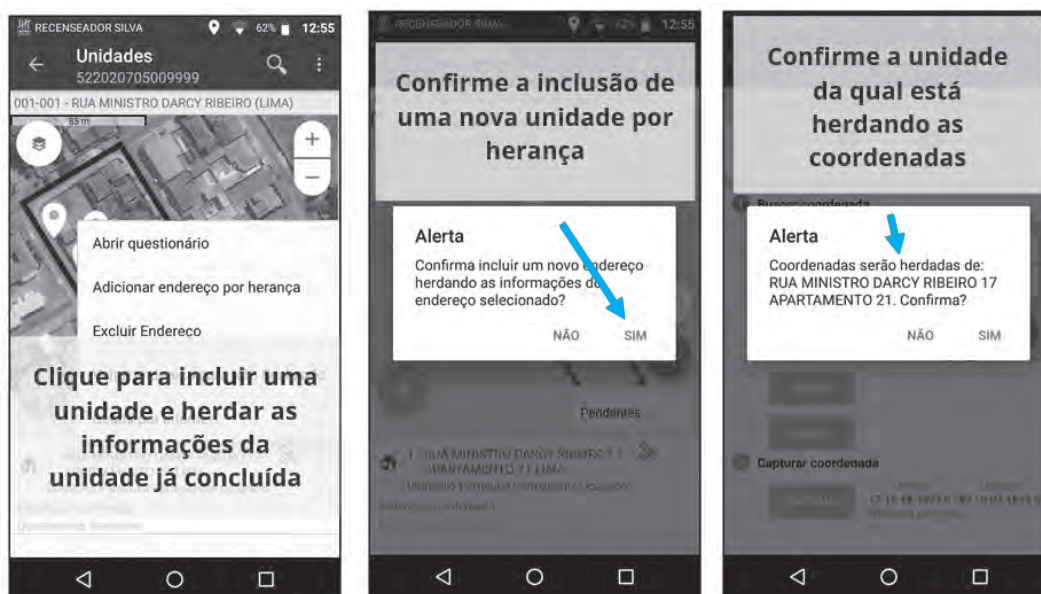 RECENSEADOR SILVA 62% 12:55
Unidades
522020705009999
001-001 - RUA MINISTRO DARCY RIBEIRO (LIMA)
85 m
Abrir questionário
Adicionar endereço por herança
Excluir Endereço
Clique para incluir uma
unidade e herdar as
informações da
unidade já concluída
RECENSEADOR SILVA 62% 12:55
Confirme a inclusão de
uma nova unidade por
herança
Alerta
Confirma incluir um novo endereço
herdando as informações do
endereço selecionado?
NÃO SIM
Pendentes
Confirme a unidade
da qual está
herdando as
coordenadas
Buscar coordenada
Alerta
Coordenadas serão herdadas de:
RUA MINISTRO DARCY RIBEIRO 17
APARTAMENTO 21. Confirma?
NÃO SIM
Capturar coordenada